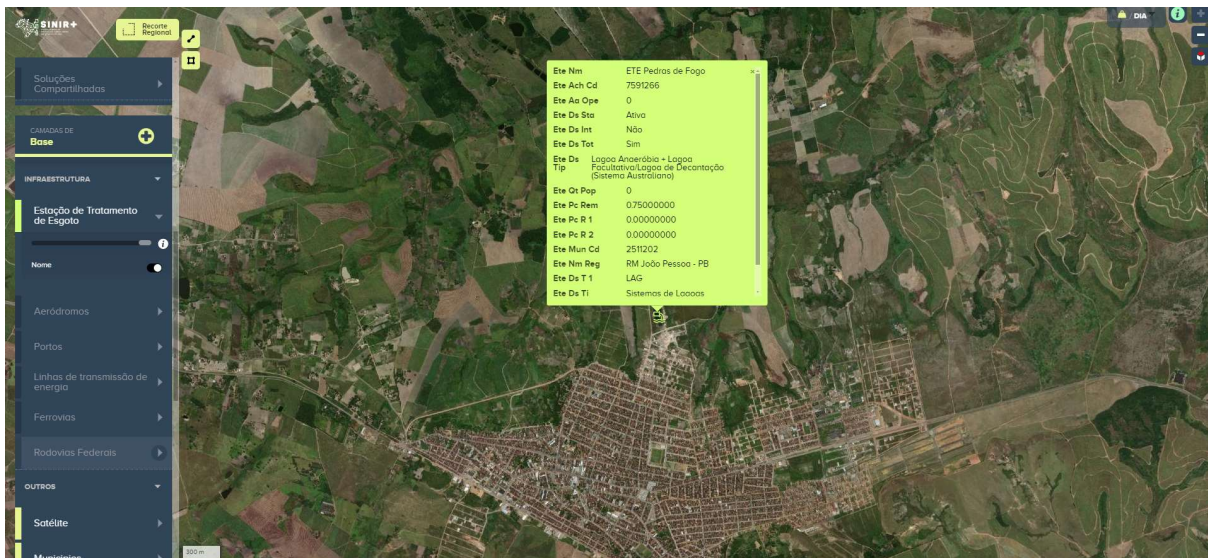 SINIR+
Recorte
Regional
DIA
Soluções
Compartilhadas
CAMADAS DE
Base
INFRAESTRUTURA
Estação de Tratamento
de Esgoto
Nome
Aeródromos
Portos
Linhas de transmissão de
energia
Ferrovias
Rodovias Federais
OUTROS
Satélite
Municípios
300 m
Ete Nm ETE Pedras de Fogo
Ete Ach Cd 7591266
Ete Aa Ope 0
Ete Ds Sta Ativa
Ete Ds Int Não
Ete Ds Tot Sim
Ete Ds Tip Lagoa Anaeróbia + Lagoa
Facultativa/Lagoa de Decantação
(Sistema Australiano)
Ete Qt Pop 0
Ete Pc Rem 0.75000000
Ete Pc R 1 0.00000000
Ete Pc R 2 0.00000000
Ete Mun Cd 2511202
Ete Nm Reg RM João Pessoa - PB
Ete Ds T 1 LAG
Ete Ds Ti Sistemas de Lagoas